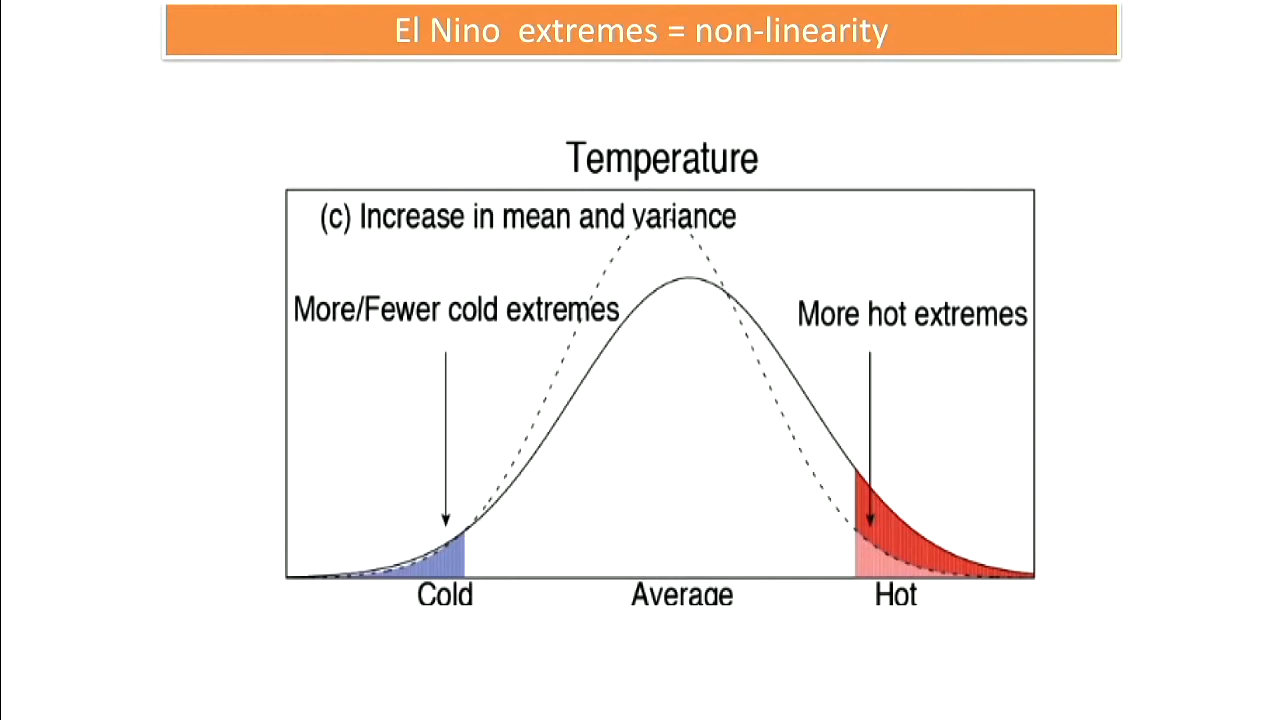 El Nino extremes = non-linearity
Temperature
(c) Increase in mean and variance
More/Fewer cold extremes
More hot extremes
Cold
Average
Hot